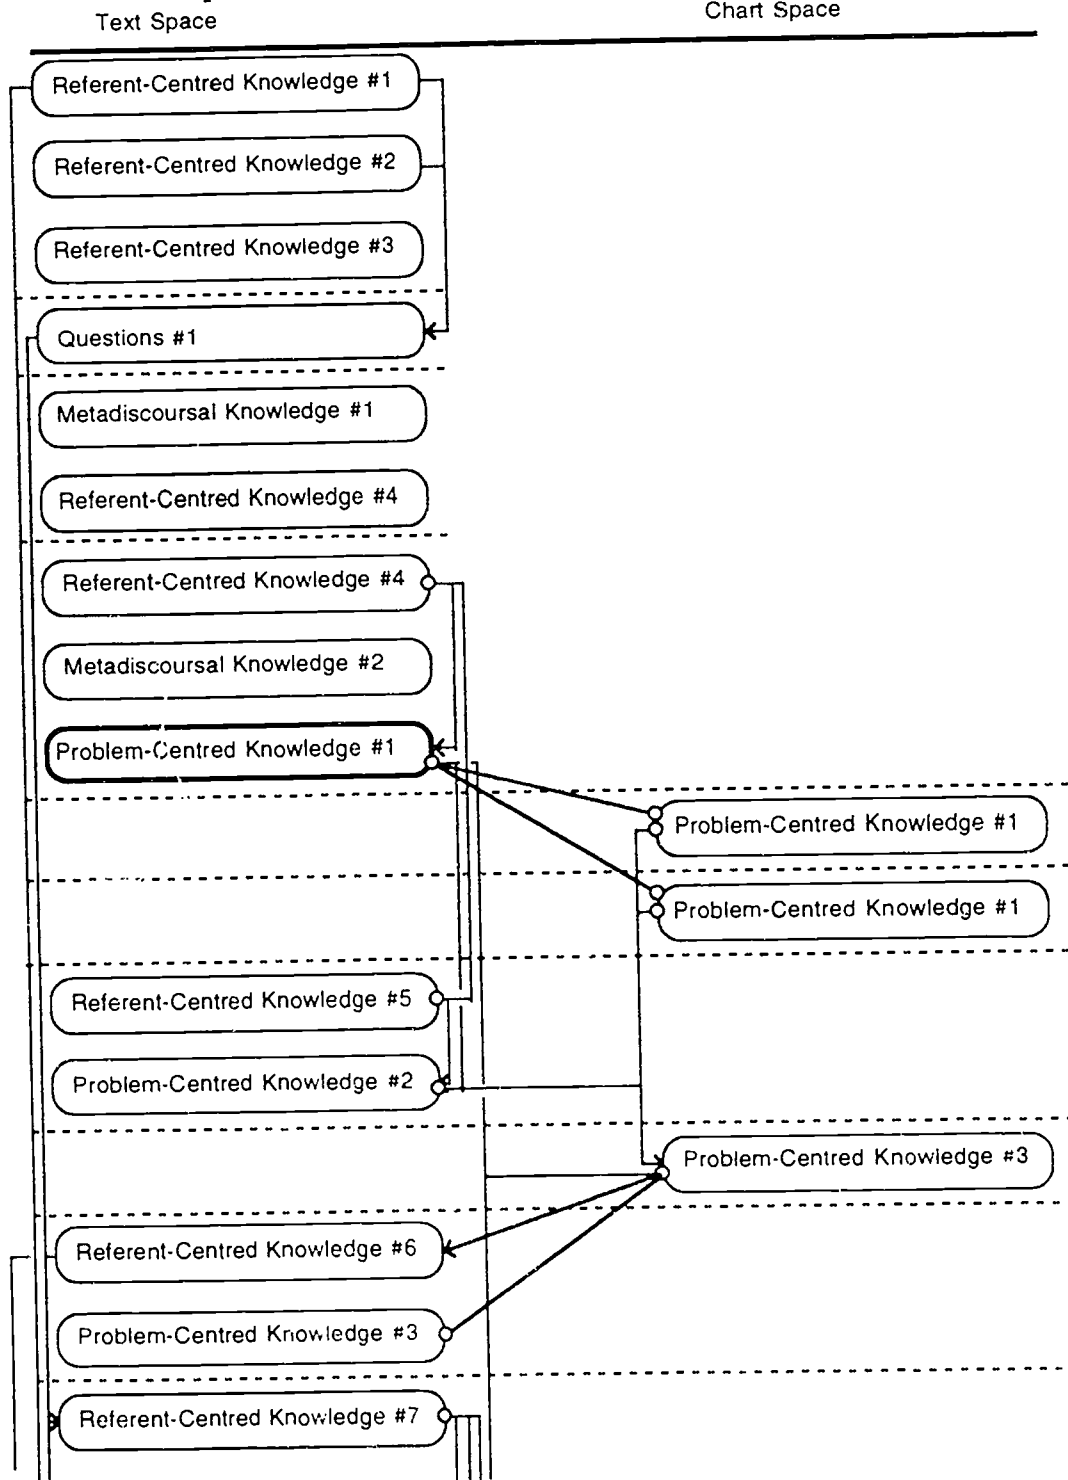 Text Space
Chart Space
Referent-Centred Knowledge #1
Referent-Centred Knowledge #2
Referent-Centred Knowledge #3
Questions #1
Metadiscoursal Knowledge #1
Referent-Centred Knowledge #4
Referent-Centred Knowledge #4
Metadiscoursal Knowledge #2
Problem-Centred Knowledge #1
Problem-Centred Knowledge #1
Problem-Centred Knowledge #1
Referent-Centred Knowledge #5
Problem-Centred Knowledge #2
Problem-Centred Knowledge #3
Referent-Centred Knowledge #6
Problem-Centred Knowledge #3
Referent-Centred Knowledge #7